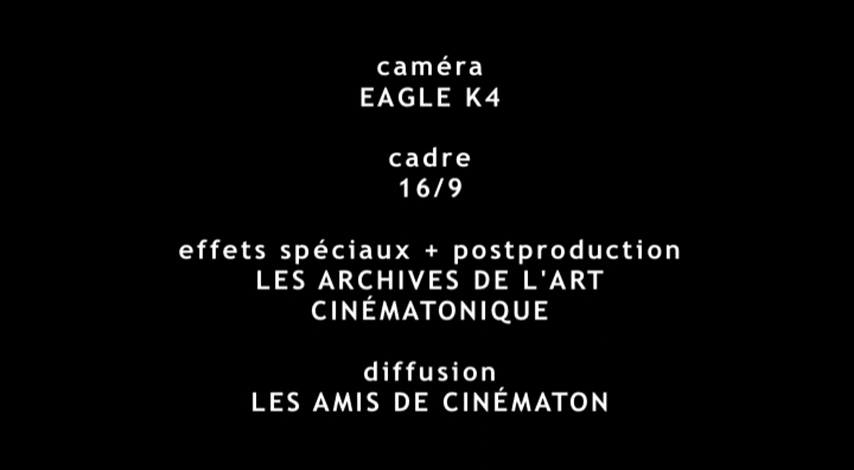 caméra
EAGLE K4
cadre
16/9
effets spéciaux + postproduction
LES ARCHIVES DE L'ART
CINÉMATONIQUE
diffusion
LES AMIS DE CINÉMATON